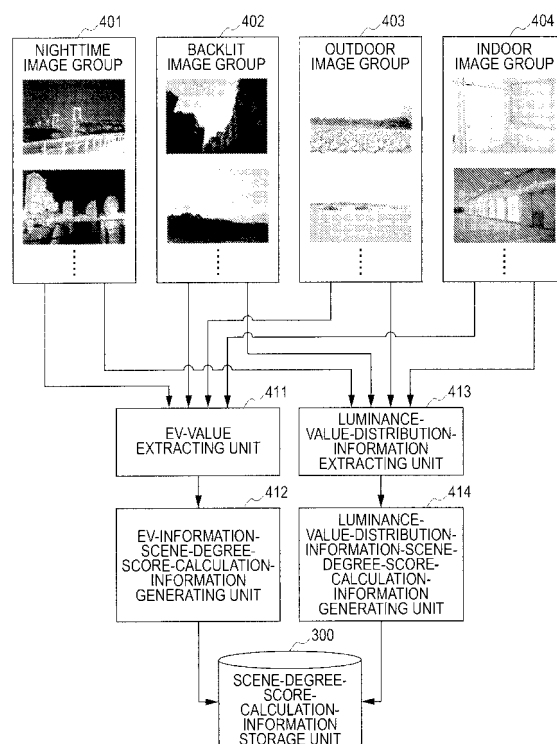 401
402
403
404
NIGHTTIME
IMAGE GROUP
BACKLIT
IMAGE GROUP
OUTDOOR
IMAGE GROUP
INDOOR
IMAGE GROUP
411
EV-VALUE
EXTRACTING UNIT
413
LUMINANCE-
VALUE-DISTRIBUTION-
INFORMATION
EXTRACTING UNIT
412
EV-INFORMATION-
SCENE-DEGREE-
SCORE-CALCULATION-
INFORMATION
GENERATING UNIT
414
LUMINANCE-
VALUE-DISTRIBUTION-
INFORMATION-SCENE-
DEGREE-SCORE-
CALCULATION-
INFORMATION
GENERATING UNIT
300
SCENE-DEGREE-
SCORE-
CALCULATION-
INFORMATION
STORAGE UNIT